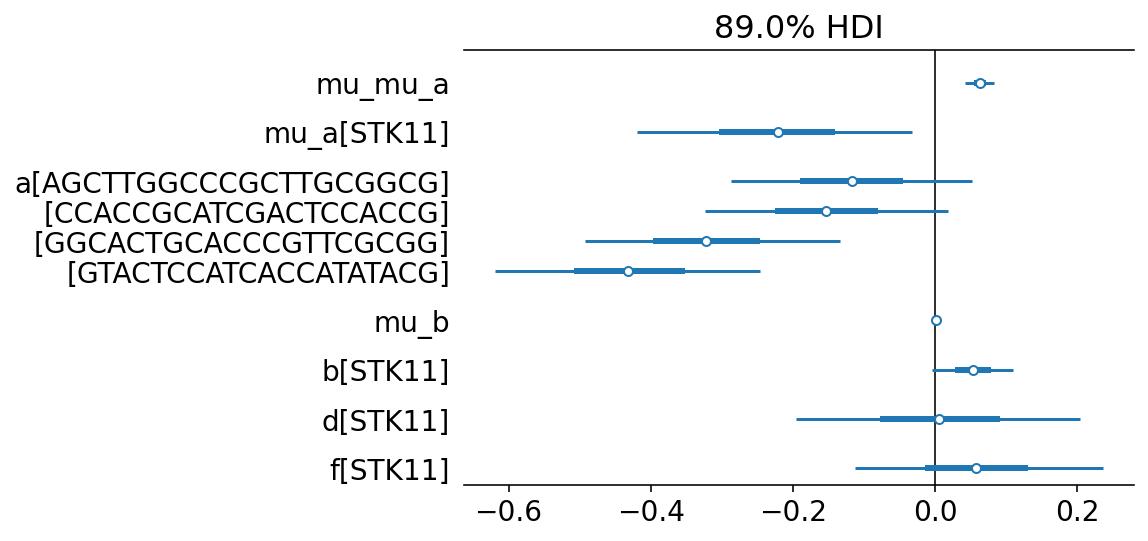 89.0% HDI
mu_mu_a
mu_a[STK11]
a[AGCTTGGCCCGCTTGCGGCG]
[CCACCGCATCGACTCCACCG]
[GGCACTGCACCCGTTCGCGG]
[GTACTCCATCACCATATACG]
mu_b
b[STK11]
d[STK11]
f[STK11]
−0.6 −0.4 −0.2 0.0 0.2